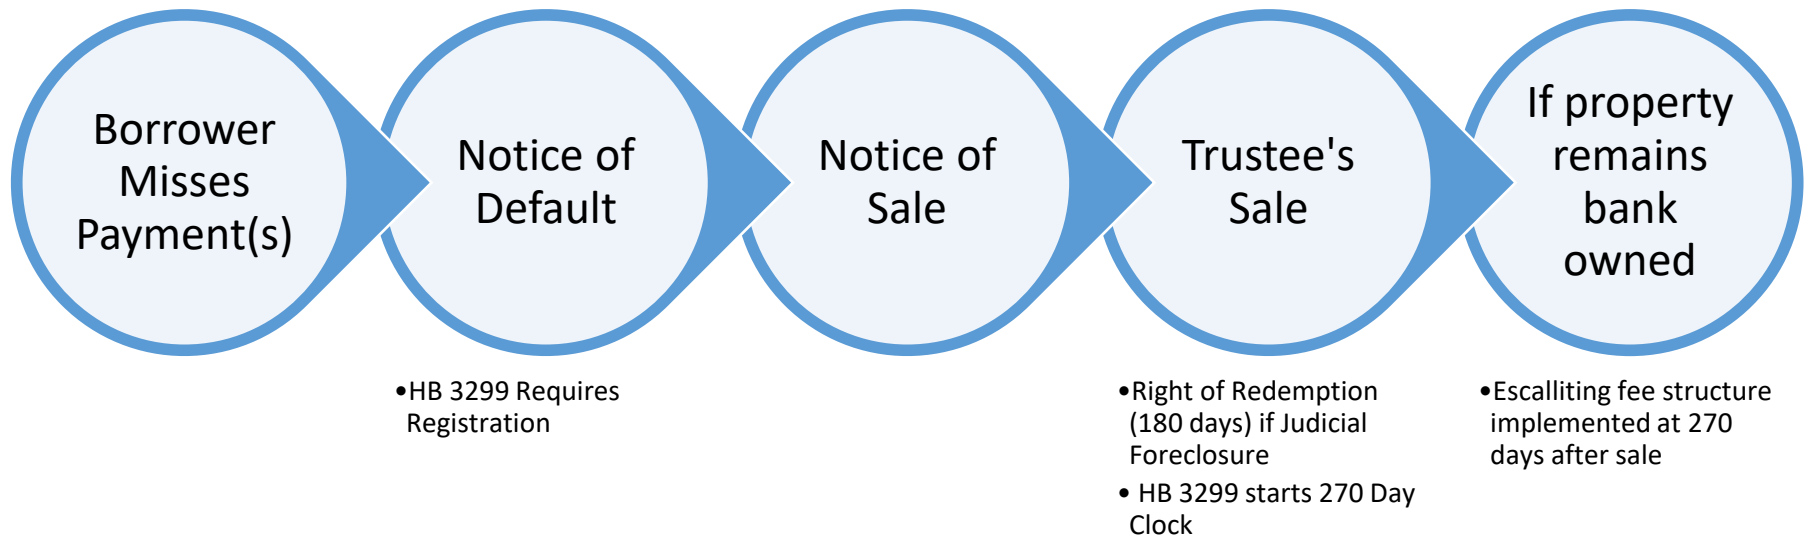 Borrower
Misses
Payment(s)
Notice of
Default
Notice of
Sale
Trustee's
Sale
If property
remains
bank
owned
•HB 3299 Requires
Registration
•Right of Redemption
(180 days) if Judicial
Foreclosure
• HB 3299 starts 270 Day
Clock
•Escalliting fee structure
implemented at 270
days after sale